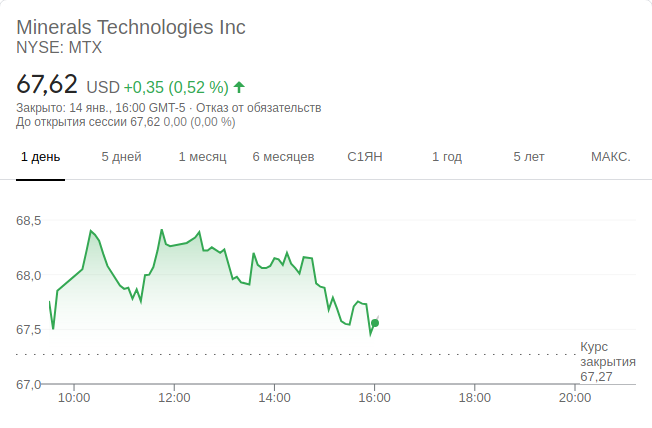 Minerals Technologies Inc
NYSE: MTX
67,62 USD +0,35 (0,52 %)
Закрыто: 14 янв., 16:00 GMT-5 · Отказ от обязательств
До открытия сессии 67,62 0,00 (0,00 %)
1 день 5 дней 1 месяц 6 месяцев С1ЯН 1 год 5 лет МАКС.
68,5
68,0
67,5
Курс
закрытия
67,27
67,0
10:00 12:00 14:00 16:00 18:00 20:00